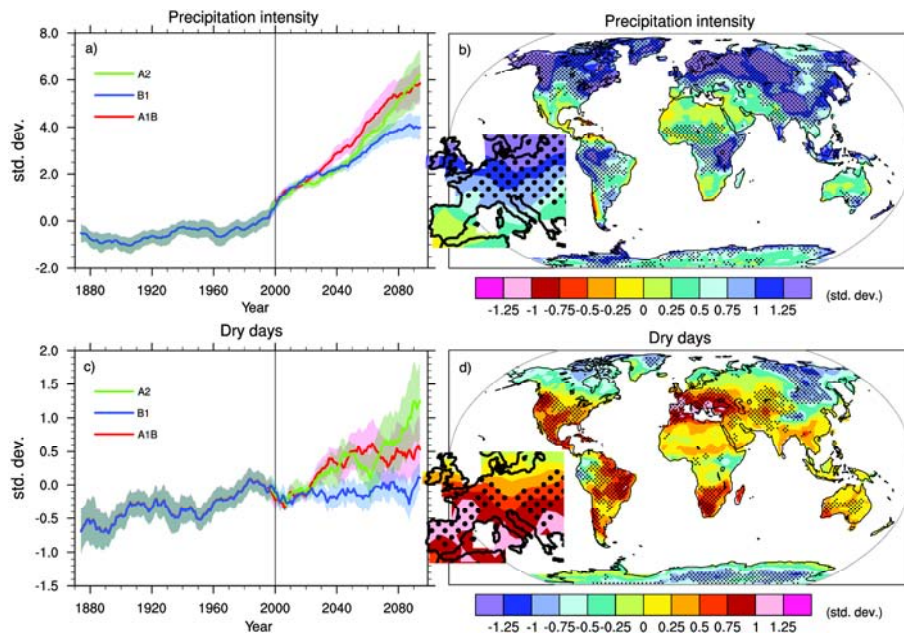 Precipitation intensity
a)
A2
B1
A1B
std. dev.
8.0
6.0
4.0
2.0
0.0
-2.0
1880 1920 1960 2000 2040 2080
Year
Precipitation intensity
b)
-1.25 -1 -0.75 -0.5 -0.25 0 0.25 0.5 0.75 1 1.25
(std. dev.)
Dry days
c)
A2
B1
A1B
std. dev.
2.0
1.5
1.0
0.5
0.0
-0.5
-1.0
-1.5
1880 1920 1960 2000 2040 2080
Year
Dry days
d)
-1.25 -1 -0.75 -0.5 -0.25 0 0.25 0.5 0.75 1 1.25
(std. dev.)